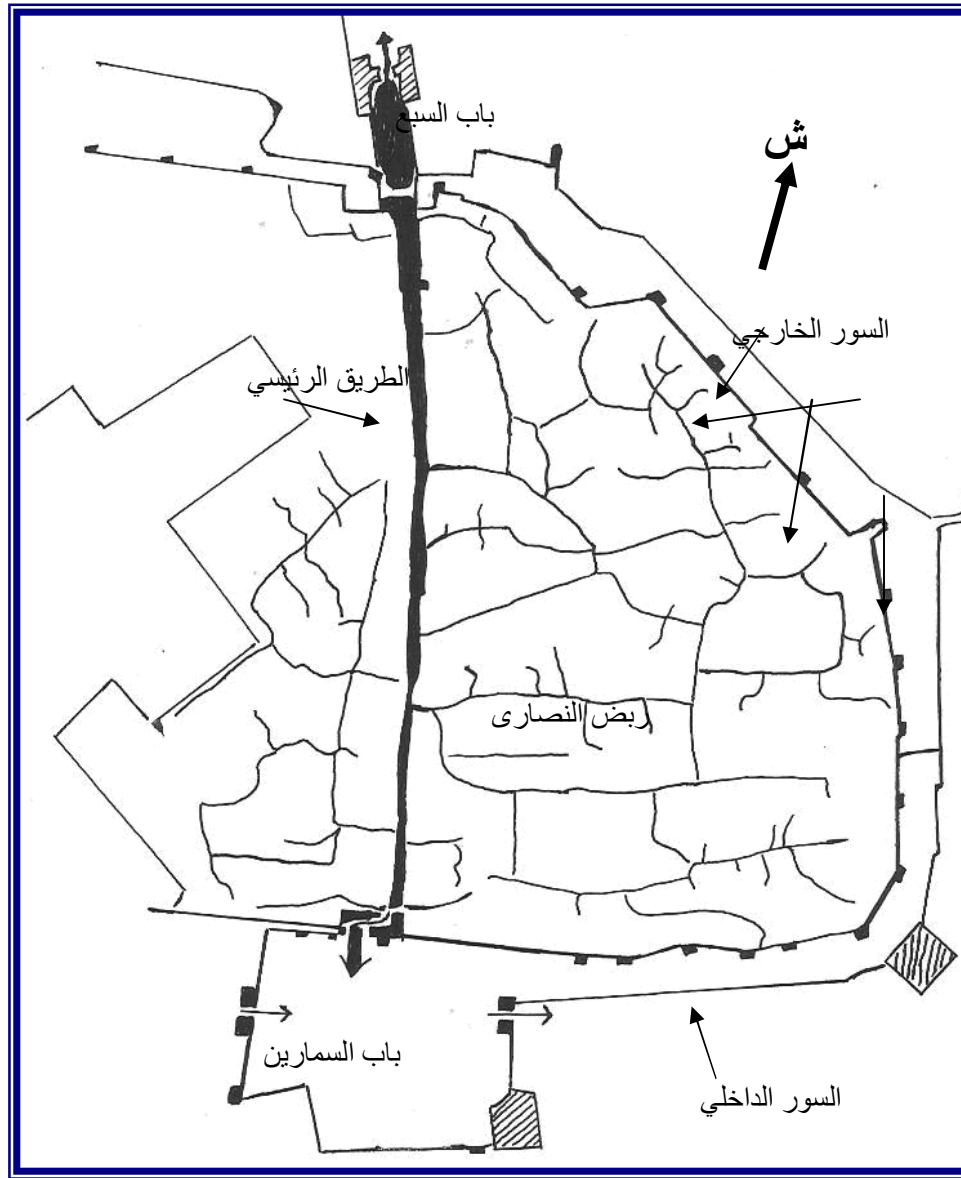 باب السبع
ش
السور الخارجي
الطريق الرئيسي
ربض النصارى
باب السمارين
السور الداخلي